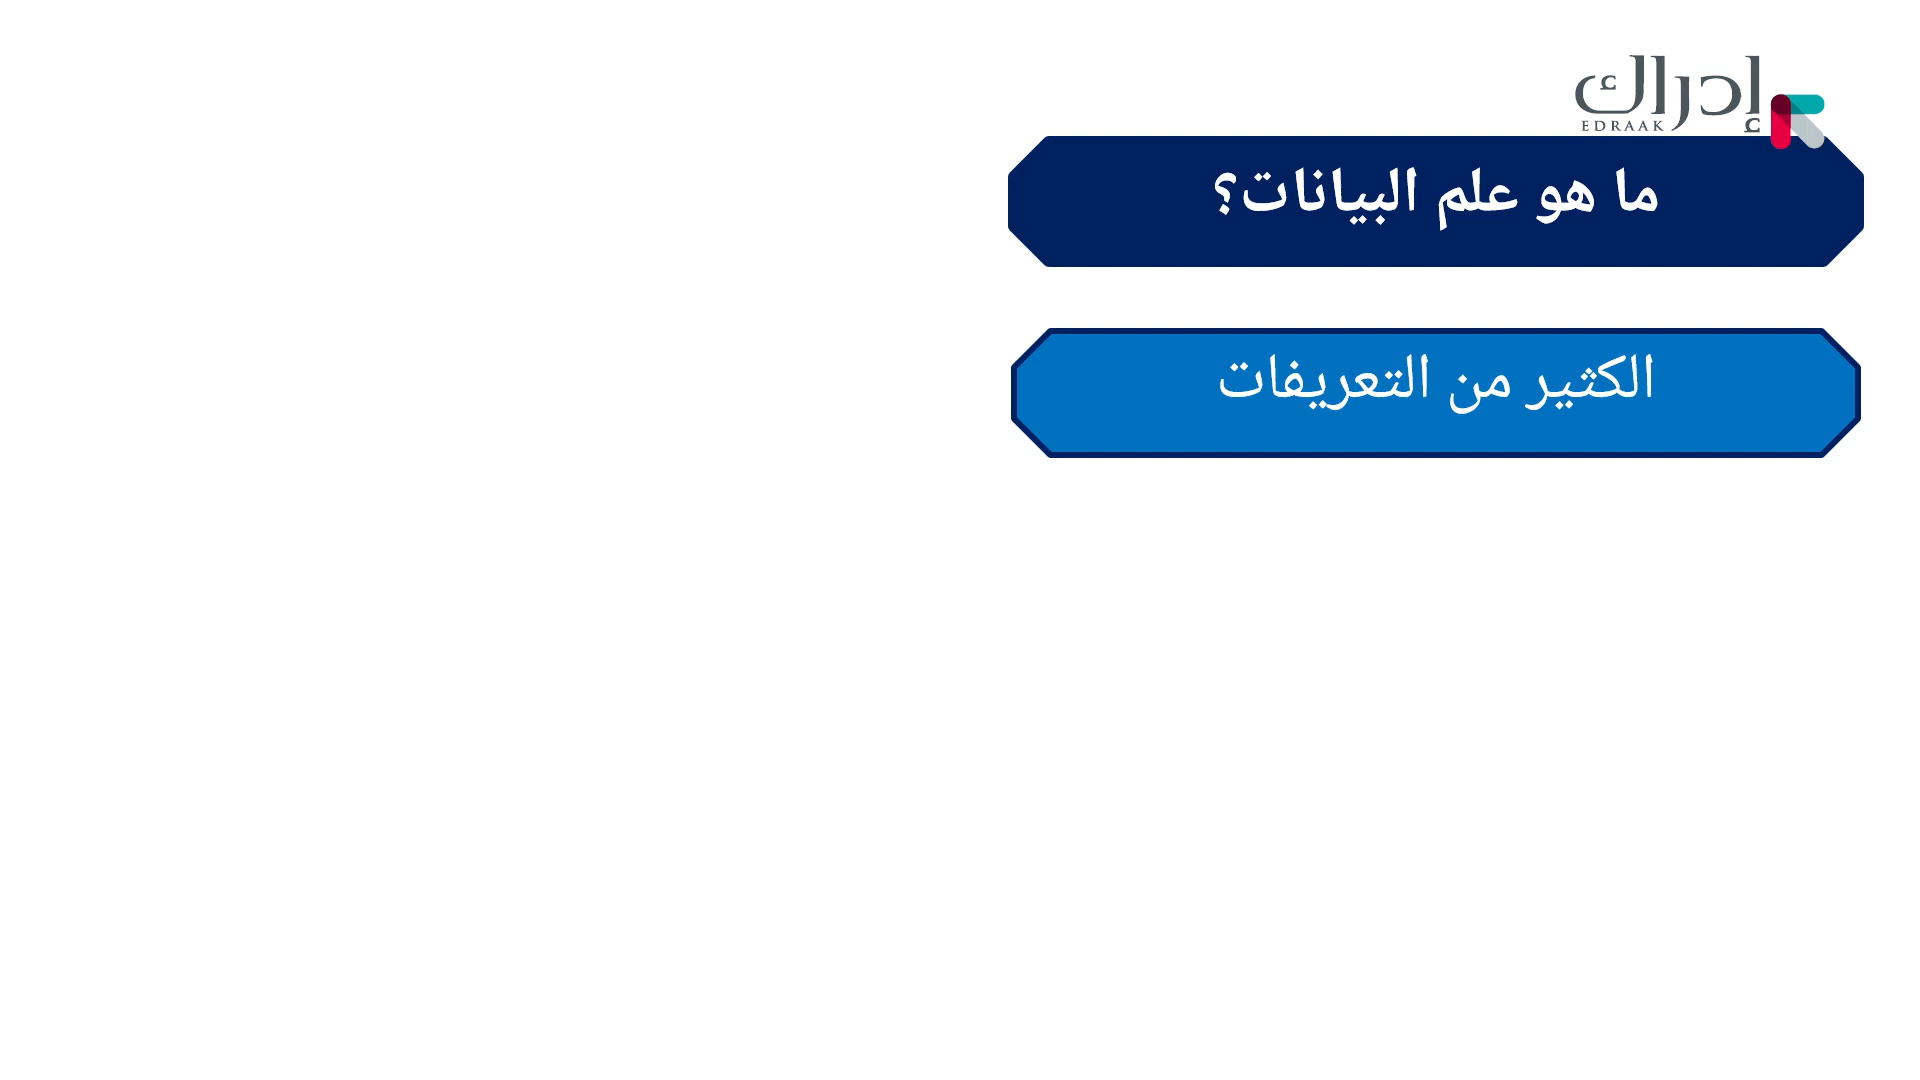 إدراك
EDRAAK
ما هو علم البيانات؟
الكثير من التعريفات